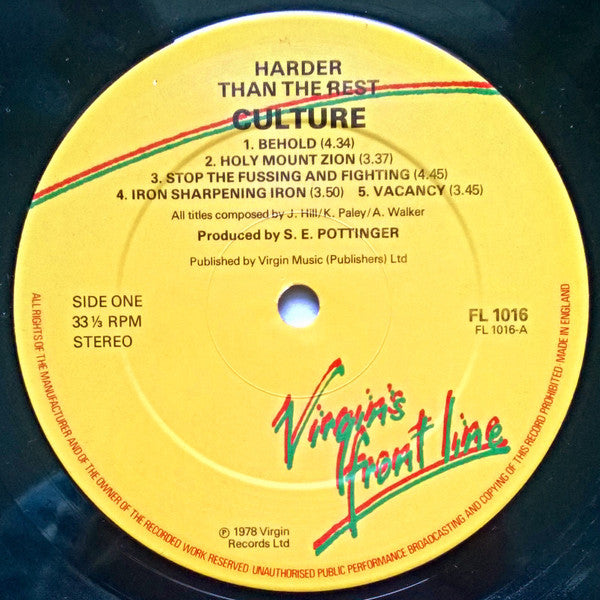 HARDER
THAN THE REST
CULTURE
1. BEHOLD (4.34)
2. HOLY MOUNT ZION (3.37)
3. STOP THE FUSSING AND FIGHTING (4.45)
4. IRON SHARPENING IRON (3.50) 5. VACANCY (3.45)
All titles composed by J. Hill/K. Paley/A. Walker
Produced by S. E. POTTINGER
Published by Virgin Music (Publishers) Ltd
SIDE ONE
33 ⅓ RPM
STEREO
FL 1016
FL 1016-A
Virgin's
front line
℗ 1978 Virgin
Records Ltd
ALL RIGHTS OF THE MANUFACTURER AND OF THE OWNER OF THE RECORDED WORK RESERVED UNAUTHORISED PUBLIC PERFORMANCE BROADCASTING AND COPYING OF THIS RECORD PROHIBITED·MADE IN ENGLAND